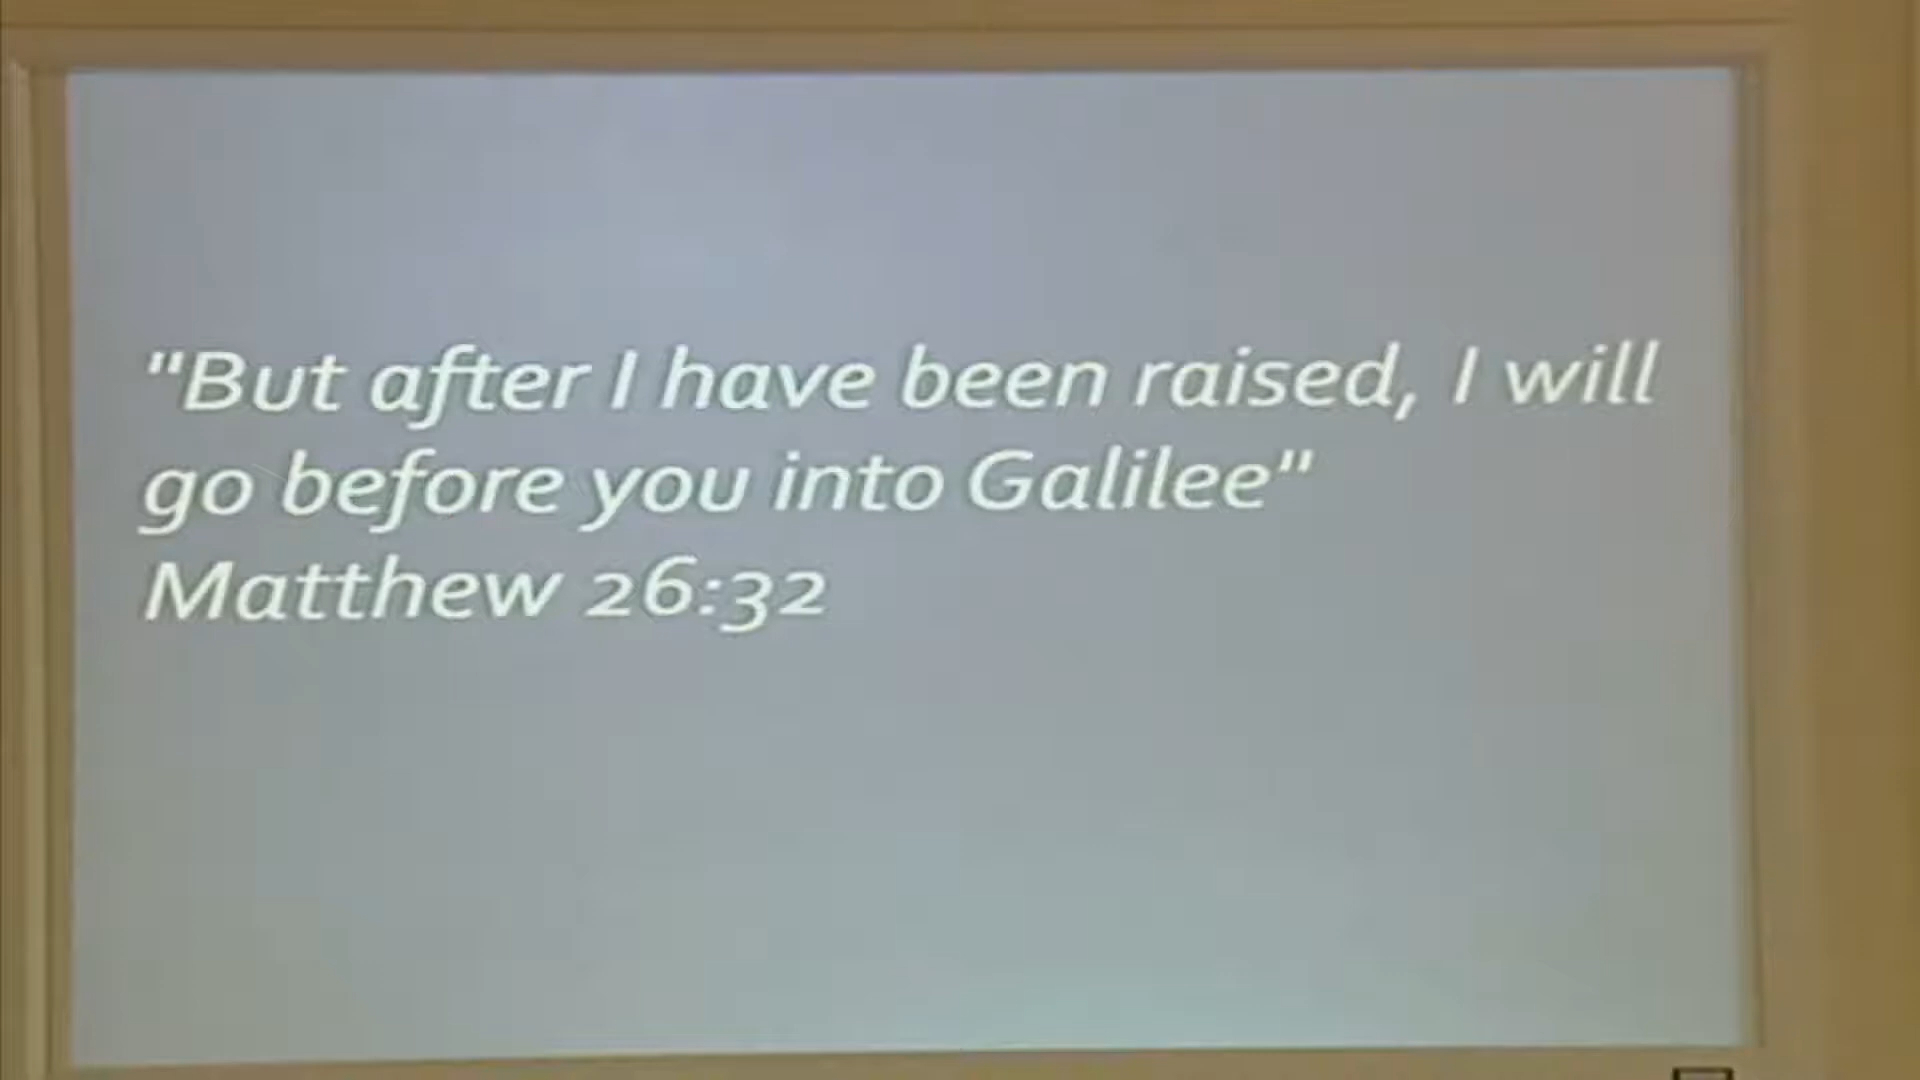 "But after I have been raised, I will
go before you into Galilee"
Matthew 26:32